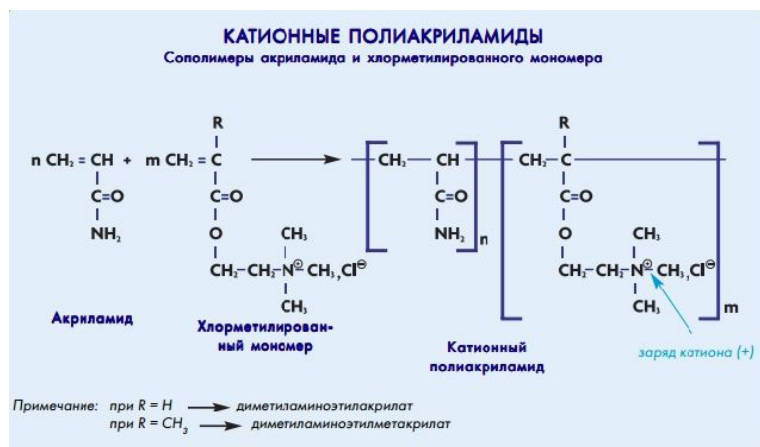 КАТИОННЫЕ ПОЛИАКРИЛАМИДЫ
Сополимеры акриламида и хлорметилированного мономера
R R
n CH₂=CH + m CH₂=C → CH₂—CH CH₂—C
C=O C=O C=O C=O
NH₂ O CH₃ NH₂ n O CH₃
CH₂–CH₂–N⊕–CH₃,Cl⊖ CH₂–CH₂–N⊕–CH₃,Cl⊖
CH₃ CH₃ m
Акриламид
Хлорметилирован-
ный мономер
Катионный
полиакриламид
заряд катиона (+)
Примечание: при R = H → диметиламиноэтилакрилат
при R = CH₃ → диметиламиноэтилметакрилат